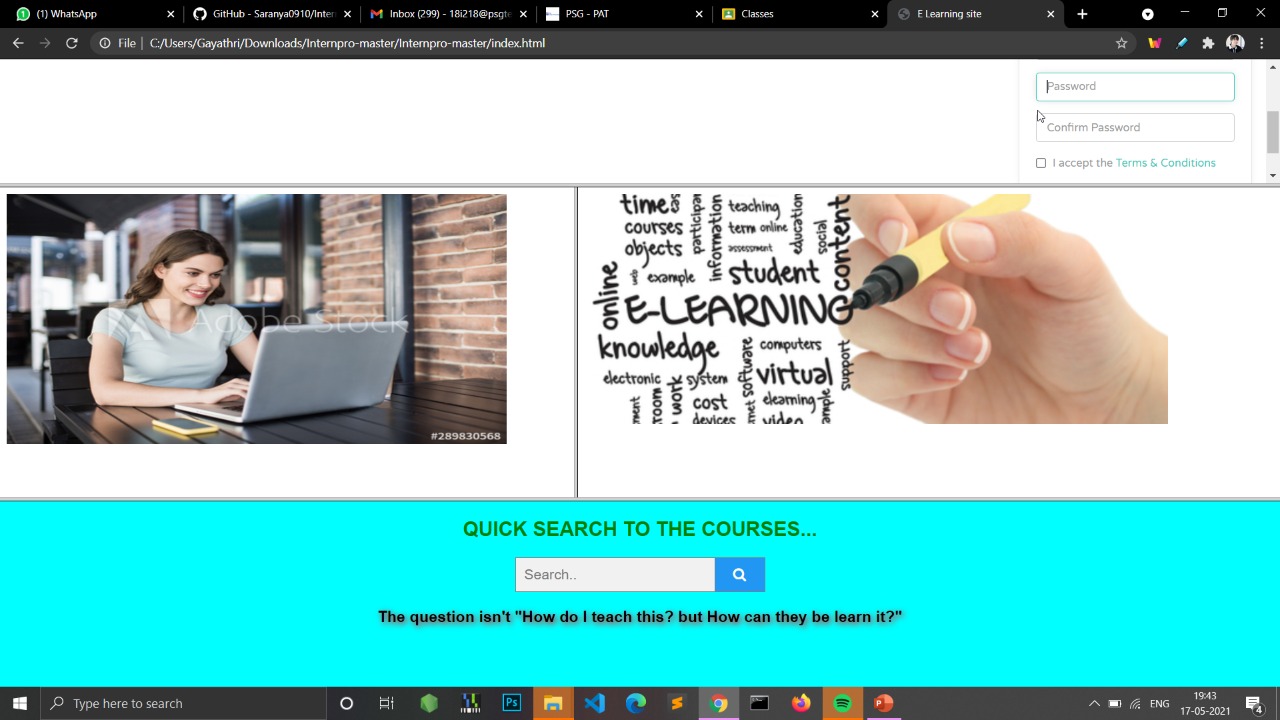 (1) WhatsApp
GitHub - Saranya0910/Intern
Inbox (299) - 18i218@psgte
PSG - PAT
Classes
E Learning site
File
C:/Users/Gayathri/Downloads/Internpro-master/Internpro-master/index.html
Password
Confirm Password
I accept the Terms & Conditions
Adobe Stock
#289830568
time
courses
objects
teaching
term online
assessment
information
education
social
content
web
example
student
online
E-LEARNING
knowledge
electronic
system
software
computers
virtual
support
work
cost
elearning
devices
video
QUICK SEARCH TO THE COURSES...
Search..
The question isn't "How do I teach this? but How can they be learn it?"
Type here to search
Ps
ENG
19:43
17-05-2021
4